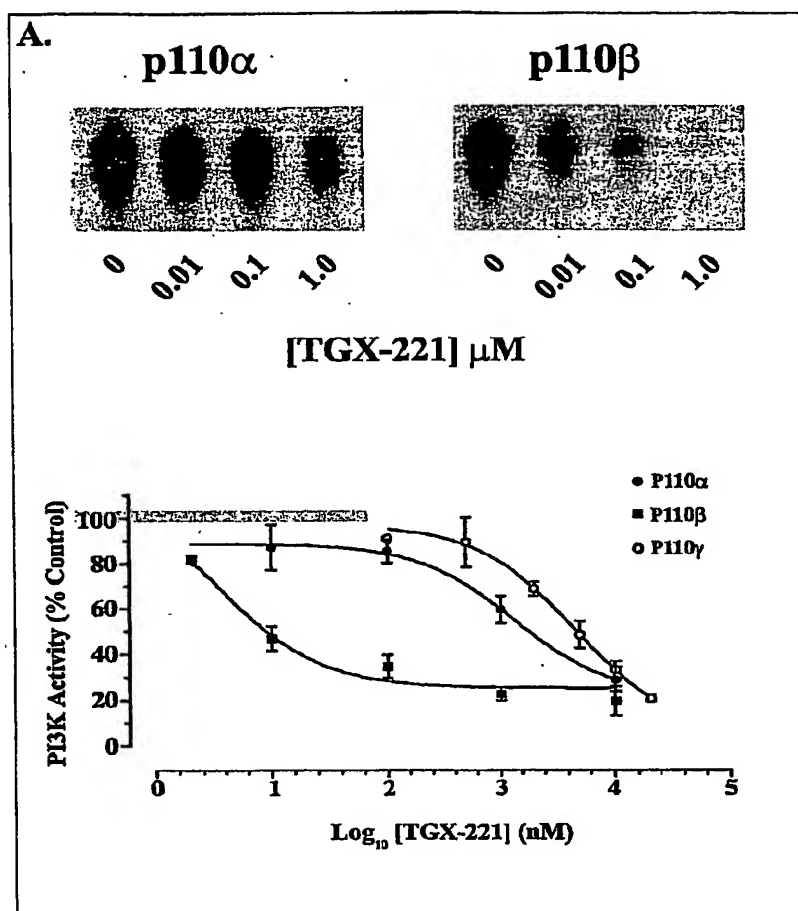 A.
p110α p110β
0 0.01 0.1 1.0 0 0.01 0.1 1.0
[TGX-221] μM
PI3K Activity (% Control)
100
80
60
40
20
0
P110α
P110β
P110γ
0 1 2 3 4 5
Log₁₀ [TGX-221] (nM)